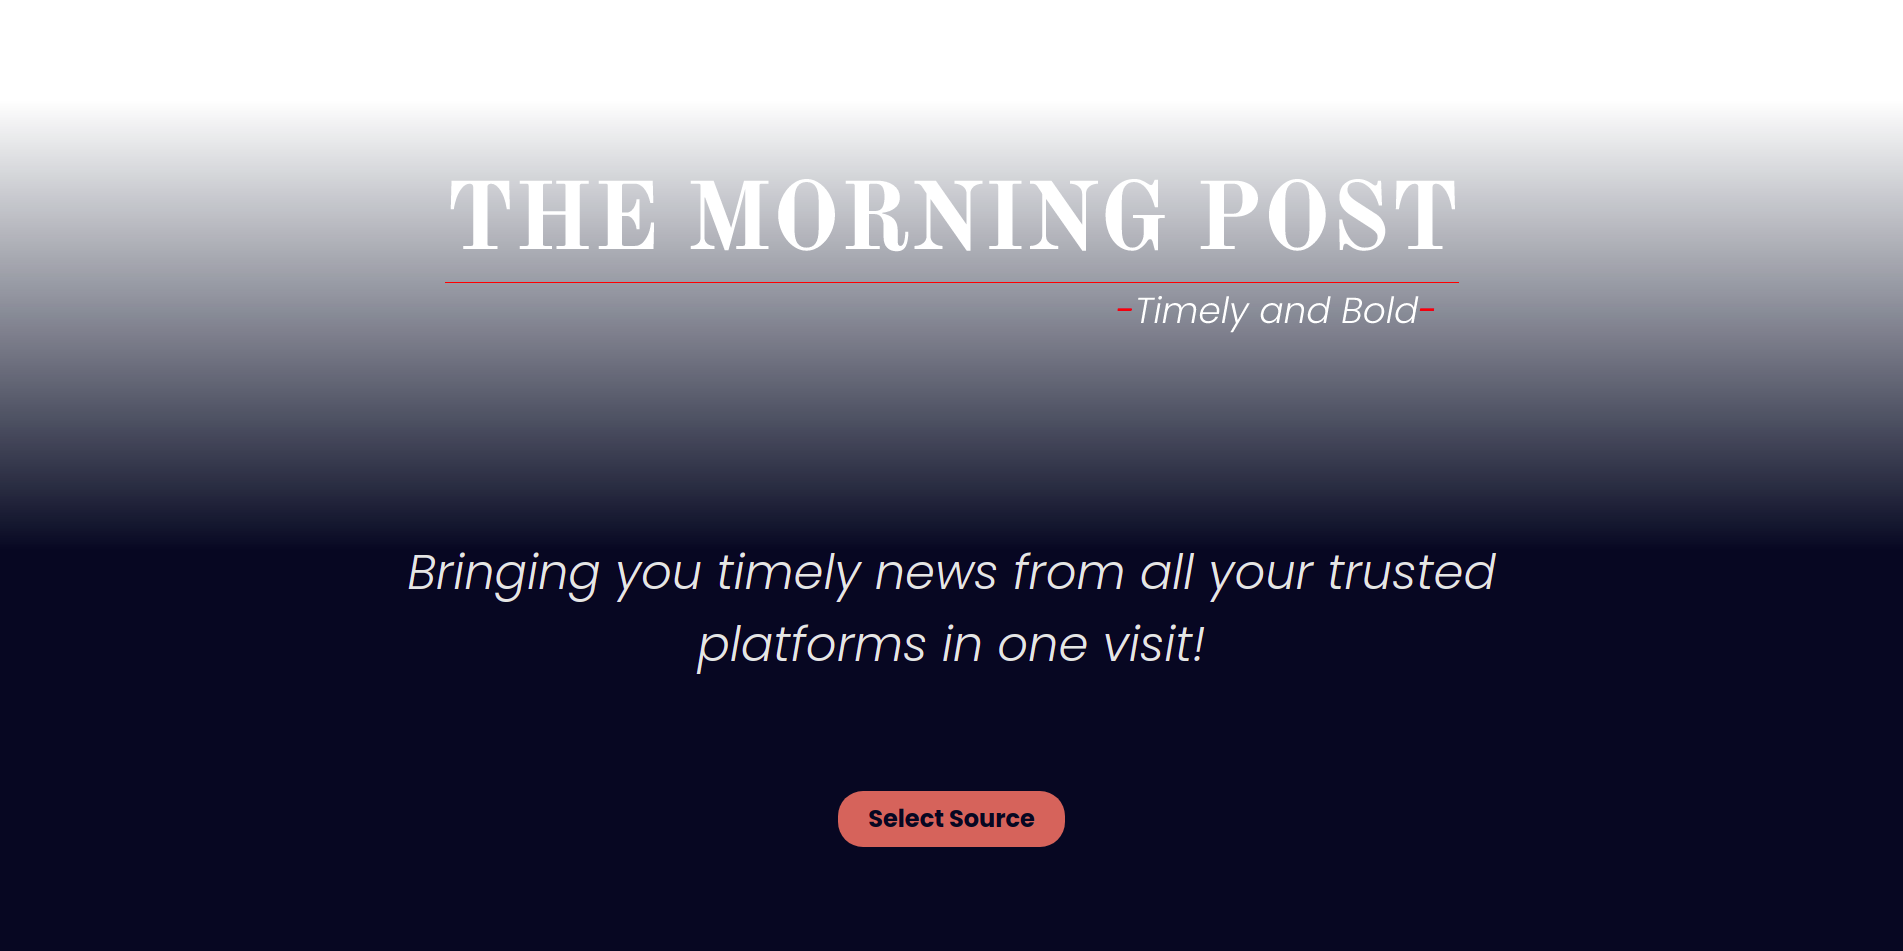 THE MORNING POST
-Timely and Bold-
Bringing you timely news from all your trusted
platforms in one visit!
Select Source